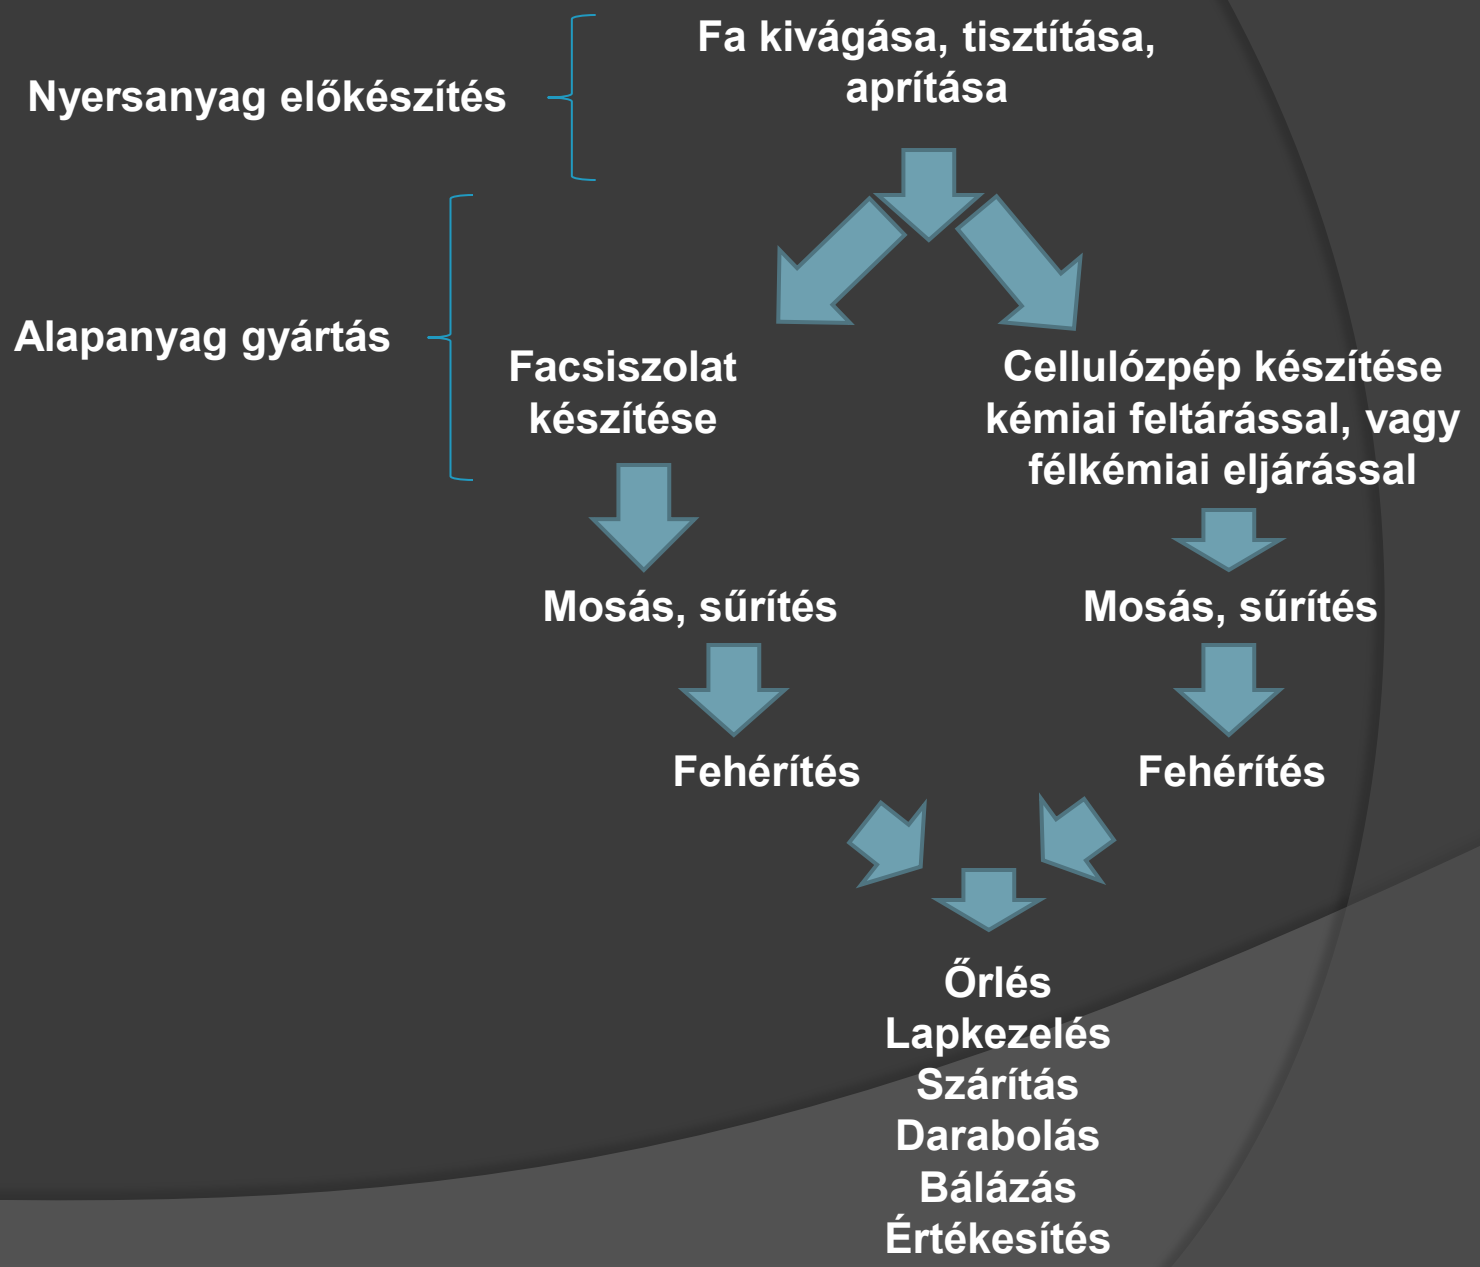 Fa kivágása, tisztítása,
aprítása
Nyersanyag előkészítés
Alapanyag gyártás
Facsiszolat
készítése
Cellulózpép készítése
kémiai feltárással, vagy
félkémiai eljárással
Mosás, sűrítés
Mosás, sűrítés
Fehérítés
Fehérítés
Őrlés
Lapkezelés
Szárítás
Darabolás
Bálázás
Értékesítés